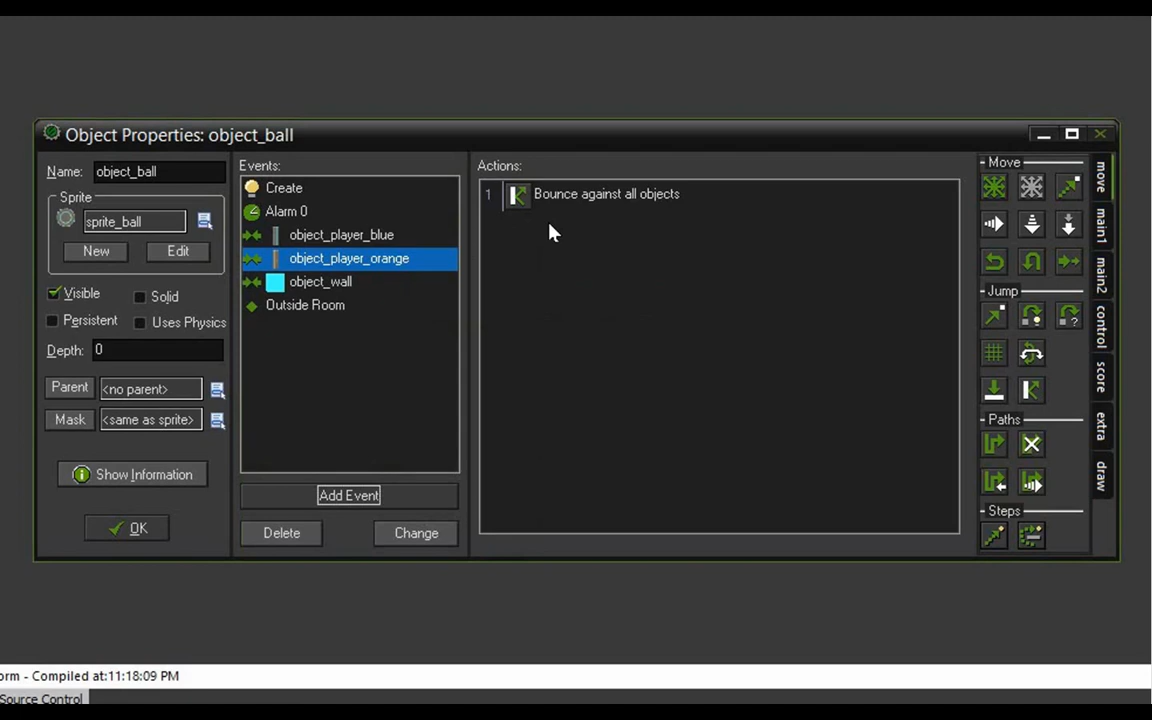 Object Properties: object_ball
Name: object_ball
Sprite
sprite_ball
New
Edit
Visible
Solid
Persistent
Uses Physics
Depth: 0
Parent
<no parent>
Mask
<same as sprite>
Show Information
OK
Events:
Create
Alarm 0
object_player_blue
object_player_orange
object_wall
Outside Room
Add Event
Delete
Change
Actions:
1
Bounce against all objects
Move
Jump
Paths
Steps
move
main1
main2
control
score
extra
draw
orm - Compiled at:11:18:09 PM
Source Control